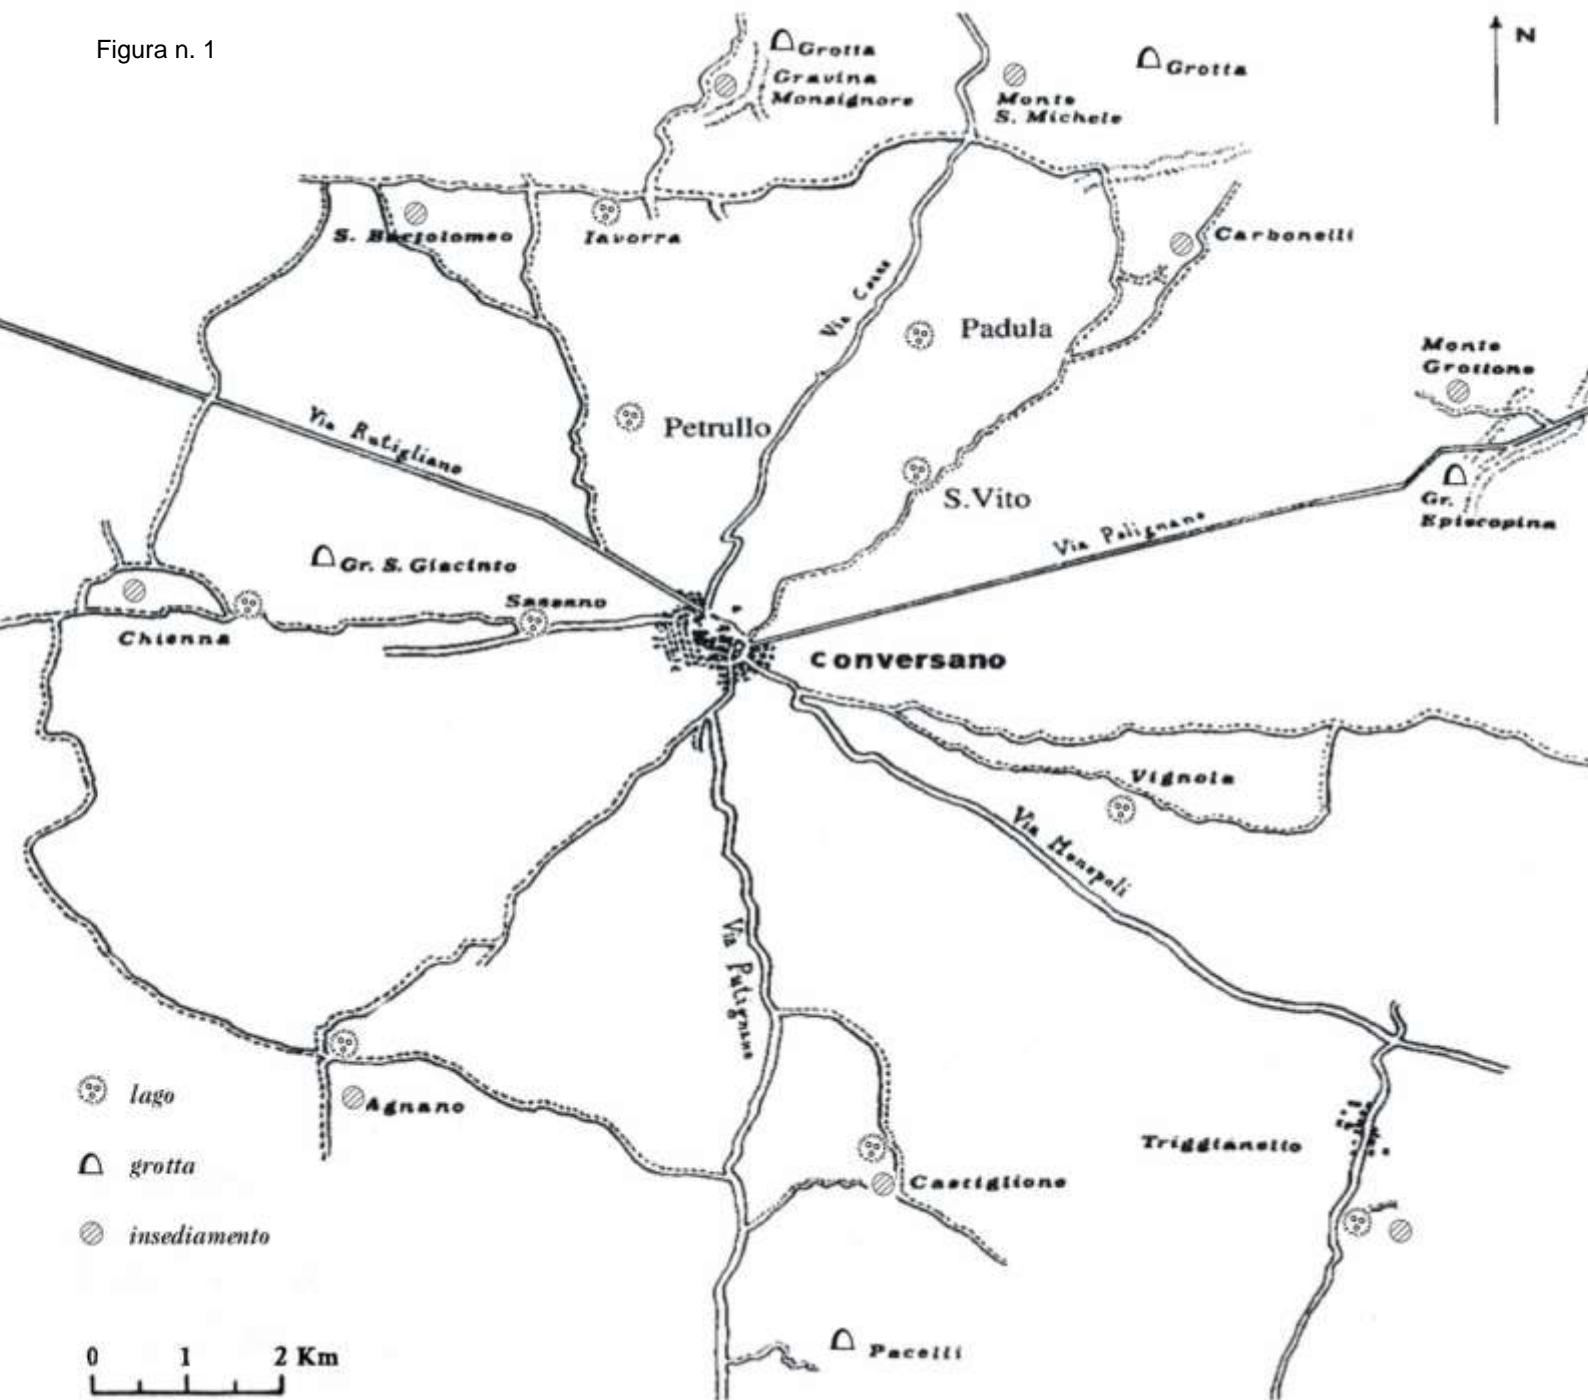 Figura n. 1
N
Grotta
Gravina
Monsignore
Monte
S. Michele
Grotta
S. Bartolomeo
Iavorra
Carbonelli
Via Cozze
Padula
Monte
Grottone
Via Rutigliano
Petrullo
S.Vito
Gr.
Episcopina
Via Polignano
Gr. S. Giacinto
Sassano
Chienna
Conversano
Vignola
Via Monopoli
Via Putignano
lago
Agnano
grotta
Triggianello
Castiglione
insediamento
0 1 2 Km
Pacelli